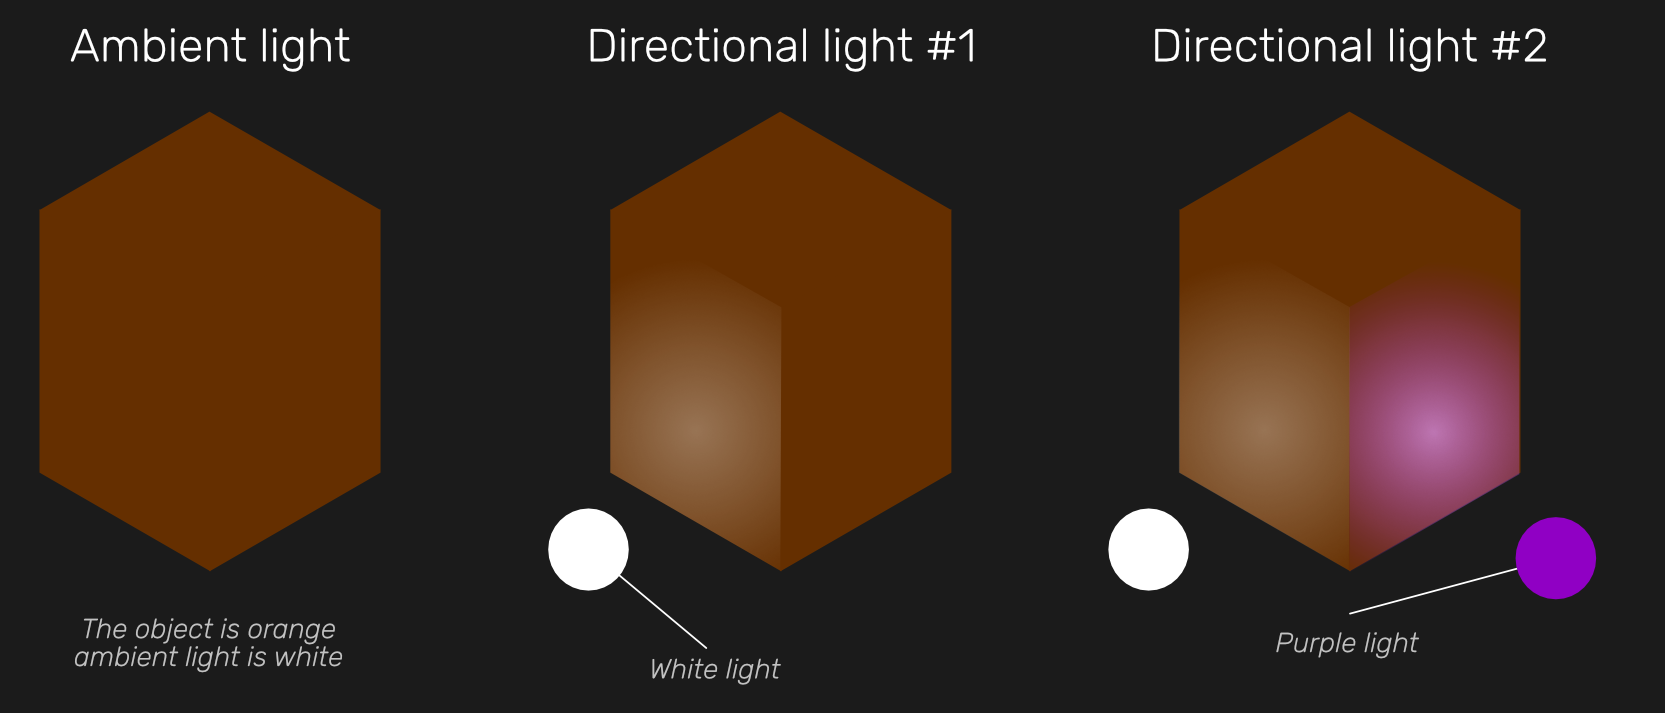 Ambient light
Directional light #1
Directional light #2
The object is orange
ambient light is white
White light
Purple light